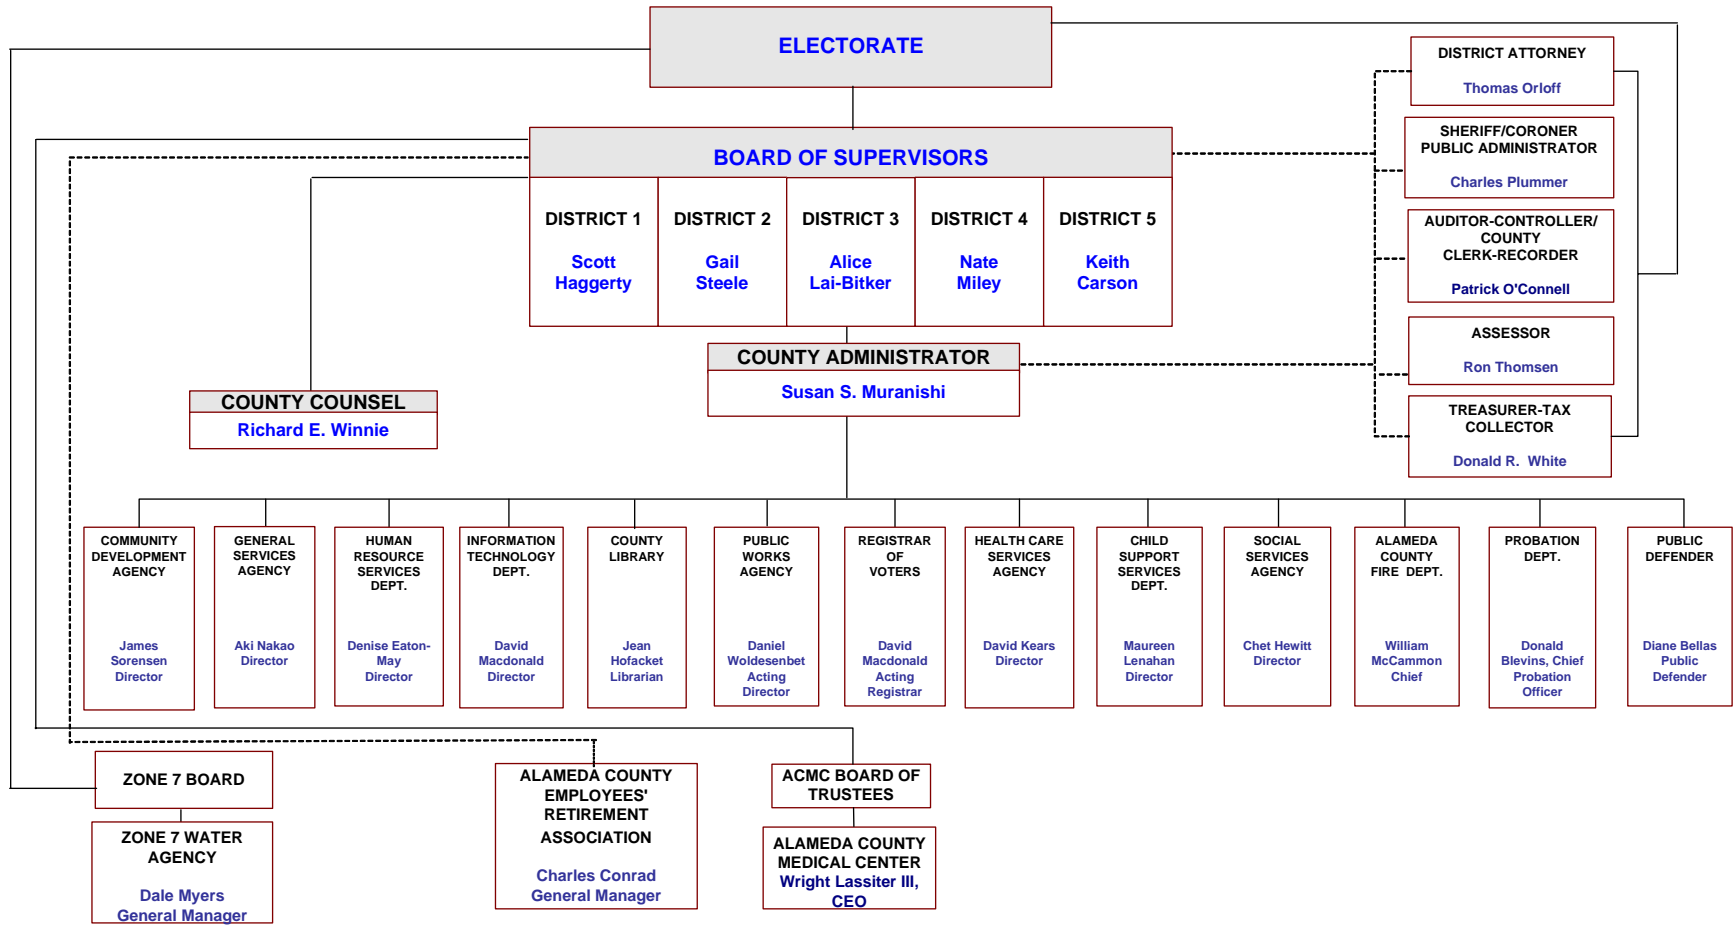 ELECTORATE
DISTRICT ATTORNEY
Thomas Orloff
SHERIFF/CORONER
PUBLIC ADMINISTRATOR
Charles Plummer
AUDITOR-CONTROLLER/
COUNTY
CLERK-RECORDER
Patrick O'Connell
ASSESSOR
Ron Thomsen
TREASURER-TAX
COLLECTOR
Donald R. White
BOARD OF SUPERVISORS
DISTRICT 1
Scott
Haggerty
DISTRICT 2
Gail
Steele
DISTRICT 3
Alice
Lai-Bitker
DISTRICT 4
Nate
Miley
DISTRICT 5
Keith
Carson
COUNTY ADMINISTRATOR
Susan S. Muranishi
COUNTY COUNSEL
Richard E. Winnie
COMMUNITY
DEVELOPMENT
AGENCY
James
Sorensen
Director
GENERAL
SERVICES
AGENCY
Aki Nakao
Director
HUMAN
RESOURCE
SERVICES
DEPT.
Denise Eaton-
May
Director
INFORMATION
TECHNOLOGY
DEPT.
David
Macdonald
Director
COUNTY
LIBRARY
Jean
Hofacket
Librarian
PUBLIC
WORKS
AGENCY
Daniel
Woldesenbet
Acting
Director
REGISTRAR
OF
VOTERS
David
Macdonald
Acting
Registrar
HEALTH CARE
SERVICES
AGENCY
David Kears
Director
CHILD
SUPPORT
SERVICES
DEPT.
Maureen
Lenahan
Director
SOCIAL
SERVICES
AGENCY
Chet Hewitt
Director
ALAMEDA
COUNTY
FIRE DEPT.
William
McCammon
Chief
PROBATION
DEPT.
Donald
Blevins, Chief
Probation
Officer
PUBLIC
DEFENDER
Diane Bellas
Public
Defender
ZONE 7 BOARD
ZONE 7 WATER
AGENCY
Dale Myers
General Manager
ALAMEDA COUNTY
EMPLOYEES'
RETIREMENT
ASSOCIATION
Charles Conrad
General Manager
ACMC BOARD OF
TRUSTEES
ALAMEDA COUNTY
MEDICAL CENTER
Wright Lassiter III,
CEO